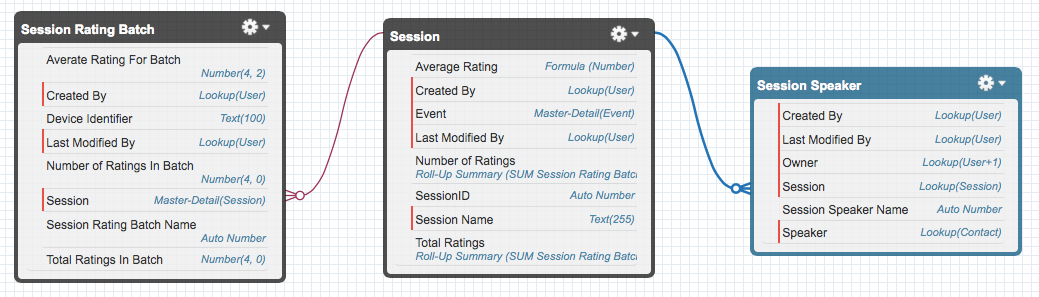 Session Rating Batch
Averate Rating For Batch
Number(4, 2)
Created By Lookup(User)
Device Identifier Text(100)
Last Modified By Lookup(User)
Number of Ratings In Batch
Number(4, 0)
Session Master-Detail(Session)
Session Rating Batch Name
Auto Number
Total Ratings In Batch Number(4, 0)
Session
Average Rating Formula (Number)
Created By Lookup(User)
Event Master-Detail(Event)
Last Modified By Lookup(User)
Number of Ratings
Roll-Up Summary (SUM Session Rating Batc
SessionID Auto Number
Session Name Text(255)
Total Ratings
Roll-Up Summary (SUM Session Rating Batc
Session Speaker
Created By Lookup(User)
Last Modified By Lookup(User)
Owner Lookup(User+1)
Session Lookup(Session)
Session Speaker Name Auto Number
Speaker Lookup(Contact)